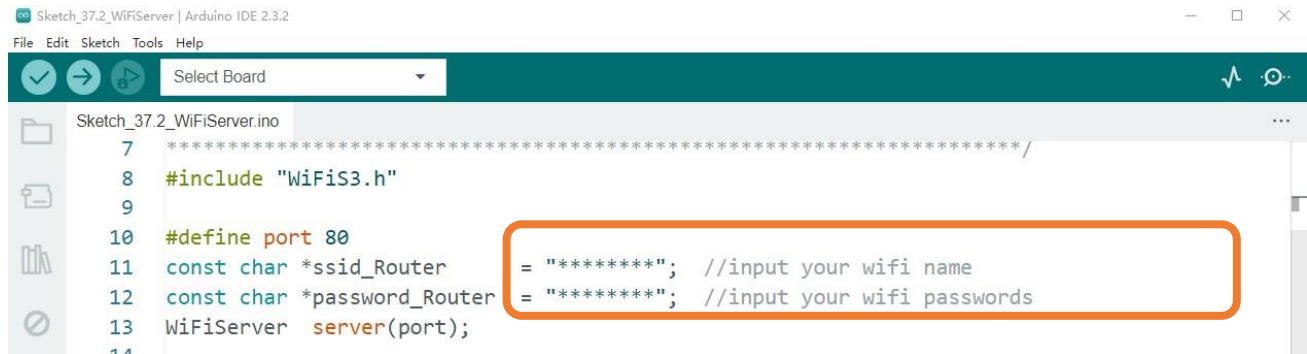 Sketch_37.2_WiFiServer | Arduino IDE 2.3.2
File Edit Sketch Tools Help
Select Board
Sketch_37.2_WiFiServer.ino
7 **********************************************************************/
8 #include "WiFiS3.h"
9
10 #define port 80
11 const char *ssid_Router = "********"; //input your wifi name
12 const char *password_Router = "********"; //input your wifi passwords
13 WiFiServer server(port);
14